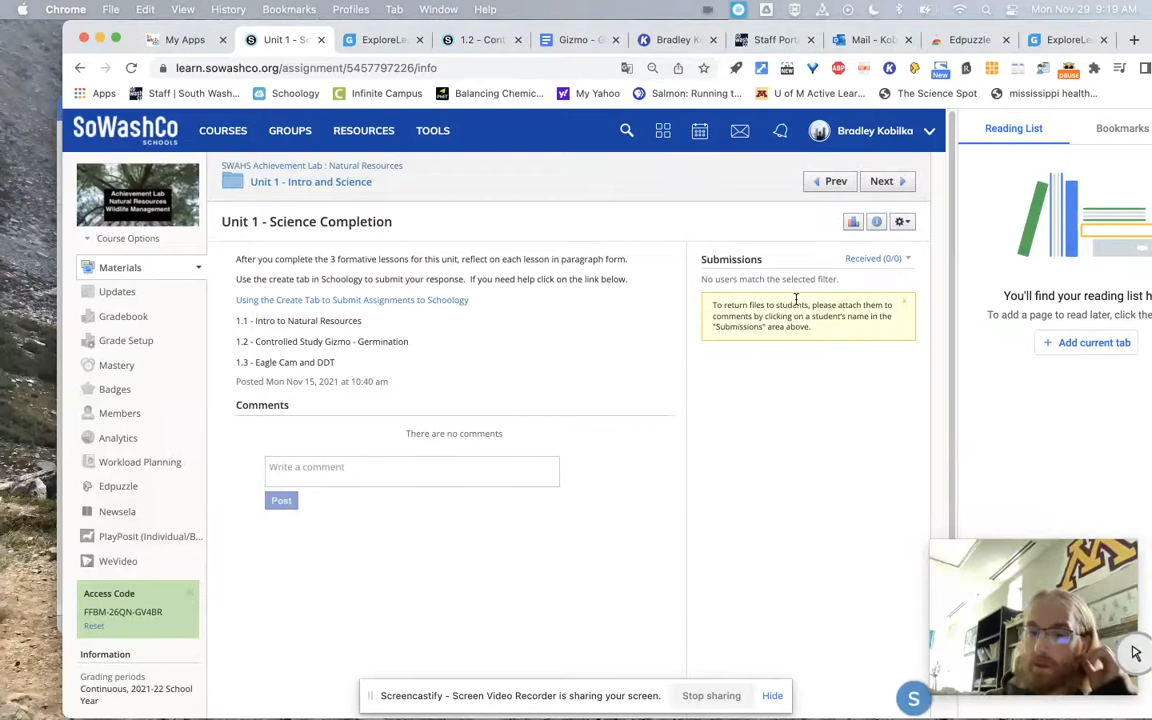 Chrome File Edit View History Bookmarks Profiles Tab Window Help Mon Nov 29 9:19 AM
My Apps Unit 1 - Sc ExploreLe 1.2 - Cont Gizmo - G Bradley Ko Staff Port Mail - Kob Edpuzzle ExploreLe
learn.sowashco.org/assignment/5457797226/info
New
Apps Staff | South Wash... Schoology Infinite Campus Balancing Chemic... My Yahoo Salmon: Running t... U of M Active Lear... The Science Spot mississippi health...
SoWashCo
SCHOOLS
COURSES GROUPS RESOURCES TOOLS Bradley Kobilka
Reading List Bookmarks
Achievement Lab
Natural Resources
Wildlife Management
Course Options
Materials
Updates
Gradebook
Grade Setup
Mastery
Badges
Members
Analytics
Workload Planning
Edpuzzle
Newsela
PlayPosit (Individual/B...
WeVideo
Access Code
FFBM-26QN-GV4BR
Reset
Information
Grading periods
Continuous, 2021-22 School
Year
SWAHS Achievement Lab : Natural Resources
Unit 1 - Intro and Science
Prev Next
Unit 1 - Science Completion
After you complete the 3 formative lessons for this unit, reflect on each lesson in paragraph form.
Use the create tab in Schoology to submit your response. If you need help click on the link below.
Using the Create Tab to Submit Assignments to Schoology
1.1 - Intro to Natural Resources
1.2 - Controlled Study Gizmo - Germination
1.3 - Eagle Cam and DDT
Posted Mon Nov 15, 2021 at 10:40 am
Comments
There are no comments
Write a comment
Post
Submissions Received (0/0)
No users match the selected filter.
To return files to students, please attach them to
comments by clicking on a student's name in the
"Submissions" area above.
You'll find your reading list h
To add a page to read later, click the
+ Add current tab
Screencastify - Screen Video Recorder is sharing your screen. Stop sharing Hide
S
M